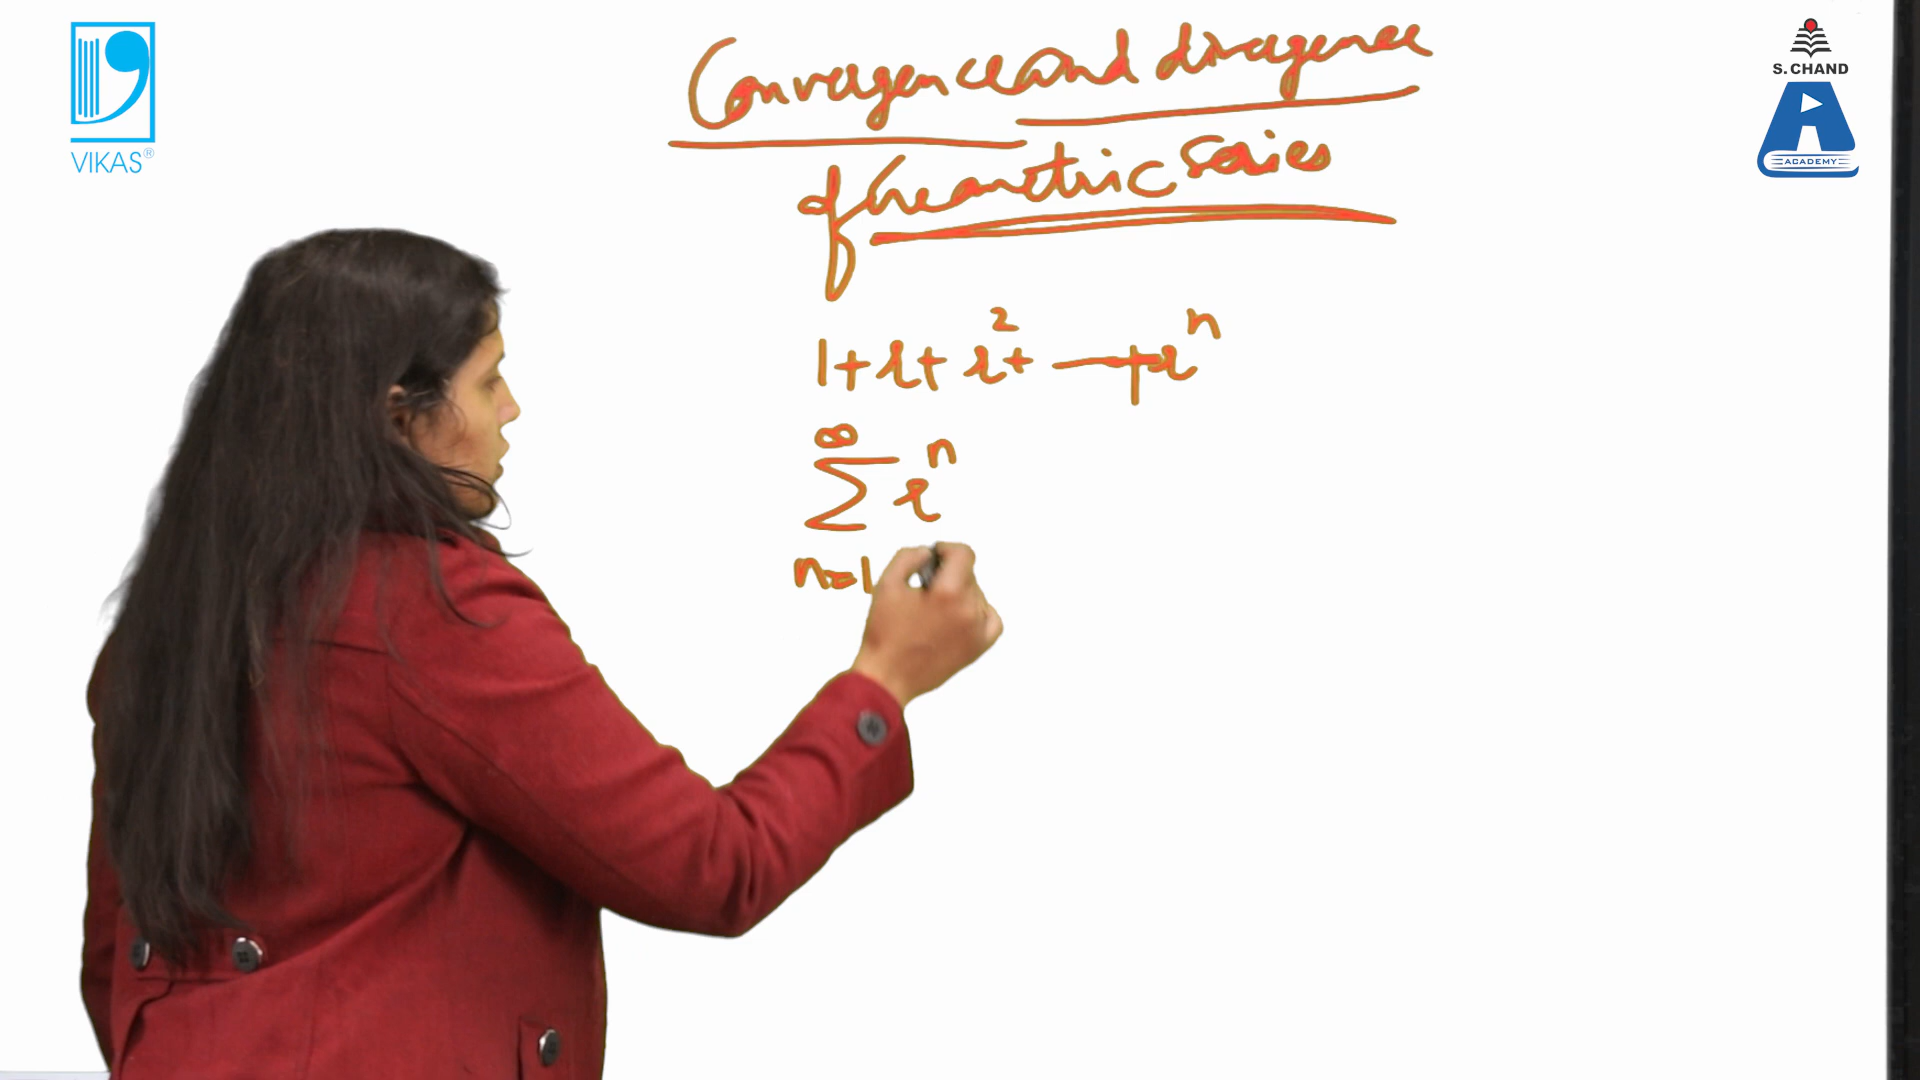 VIKAS®
S. CHAND
ACADEMY
Convergence and divergence
of Geometric Series
1+r+r²+ —+rⁿ
∞
∑ rⁿ
n=1